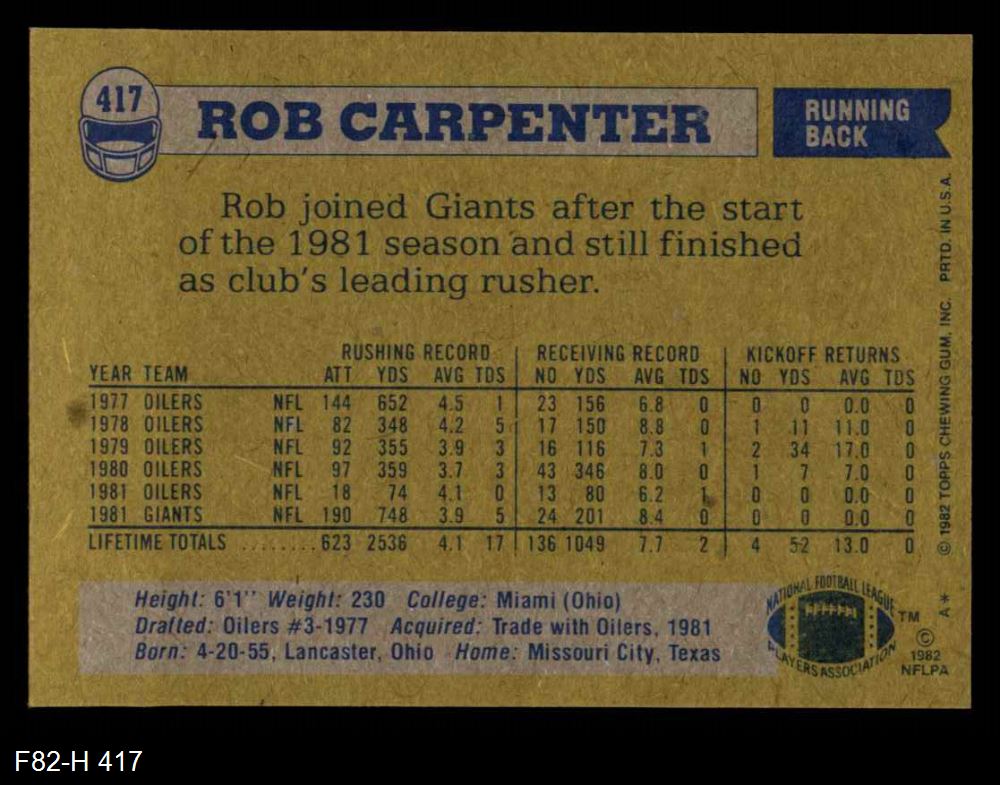 417
ROB CARPENTER
RUNNING
BACK
Rob joined Giants after the start
of the 1981 season and still finished
as club's leading rusher.
RUSHING RECORD RECEIVING RECORD KICKOFF RETURNS
YEAR TEAM ATT YDS AVG TDS NO YDS AVG TDS NO YDS AVG TDS
1977 OILERS NFL 144 652 4.5 1 23 156 6.8 0 0 0 0.0 0
1978 OILERS NFL 82 348 4.2 5 17 150 8.8 0 1 11 11.0 0
1979 OILERS NFL 92 355 3.9 3 16 116 7.3 1 2 34 17.0 0
1980 OILERS NFL 97 359 3.7 3 43 346 8.0 0 1 7 7.0 0
1981 OILERS NFL 18 74 4.1 0 13 80 6.2 1 0 0 0.0 0
1981 GIANTS NFL 190 748 3.9 5 24 201 8.4 0 0 0 0.0 0
LIFETIME TOTALS ........ 623 2536 4.1 17 136 1049 7.7 2 4 52 13.0 0
Height: 6'1" Weight: 230 College: Miami (Ohio)
Drafted: Oilers #3-1977 Acquired: Trade with Oilers, 1981
Born: 4-20-55, Lancaster, Ohio Home: Missouri City, Texas
NATIONAL FOOTBALL LEAGUE
PLAYERS ASSOCIATION
TM
©
1982
NFLPA
A* © 1982 TOPPS CHEWING GUM, INC. PRTD. IN U.S.A.
F82-H 417